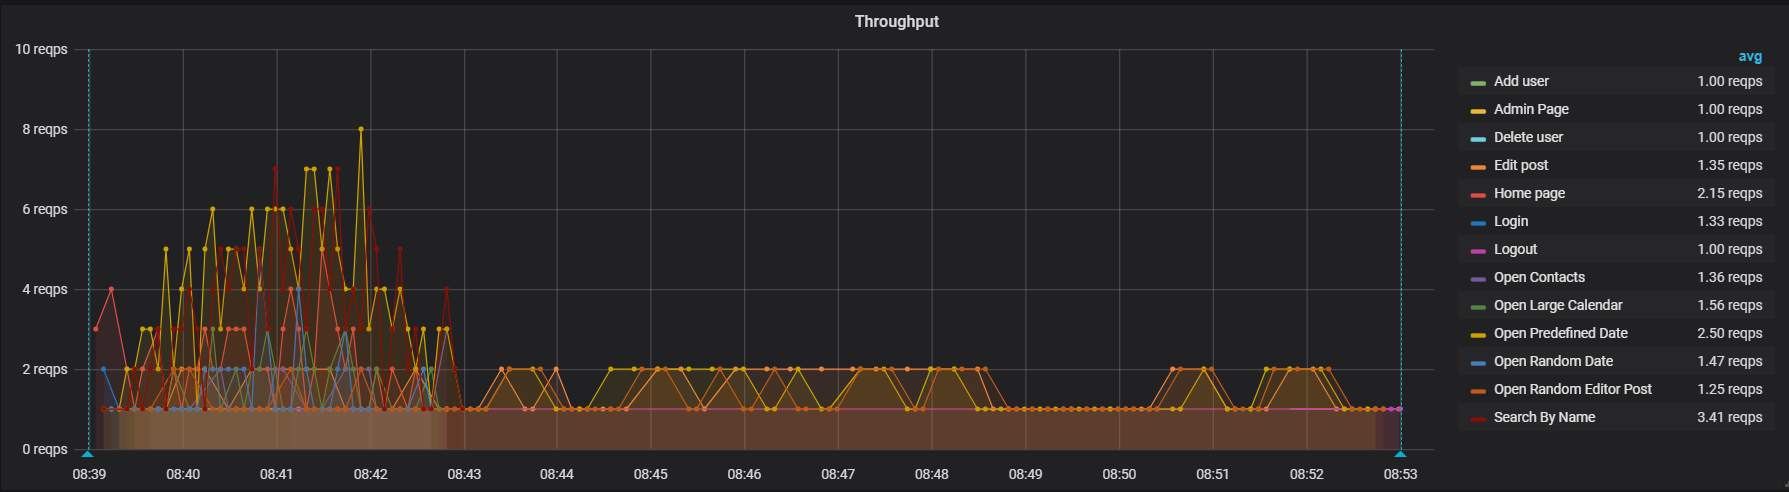 Throughput
10 reqps
8 reqps
6 reqps
4 reqps
2 reqps
0 reqps
08:39 08:40 08:41 08:42 08:43 08:44 08:45 08:46 08:47 08:48 08:49 08:50 08:51 08:52 08:53
avg
Add user 1.00 reqps
Admin Page 1.00 reqps
Delete user 1.00 reqps
Edit post 1.35 reqps
Home page 2.15 reqps
Login 1.33 reqps
Logout 1.00 reqps
Open Contacts 1.36 reqps
Open Large Calendar 1.56 reqps
Open Predefined Date 2.50 reqps
Open Random Date 1.47 reqps
Open Random Editor Post 1.25 reqps
Search By Name 3.41 reqps